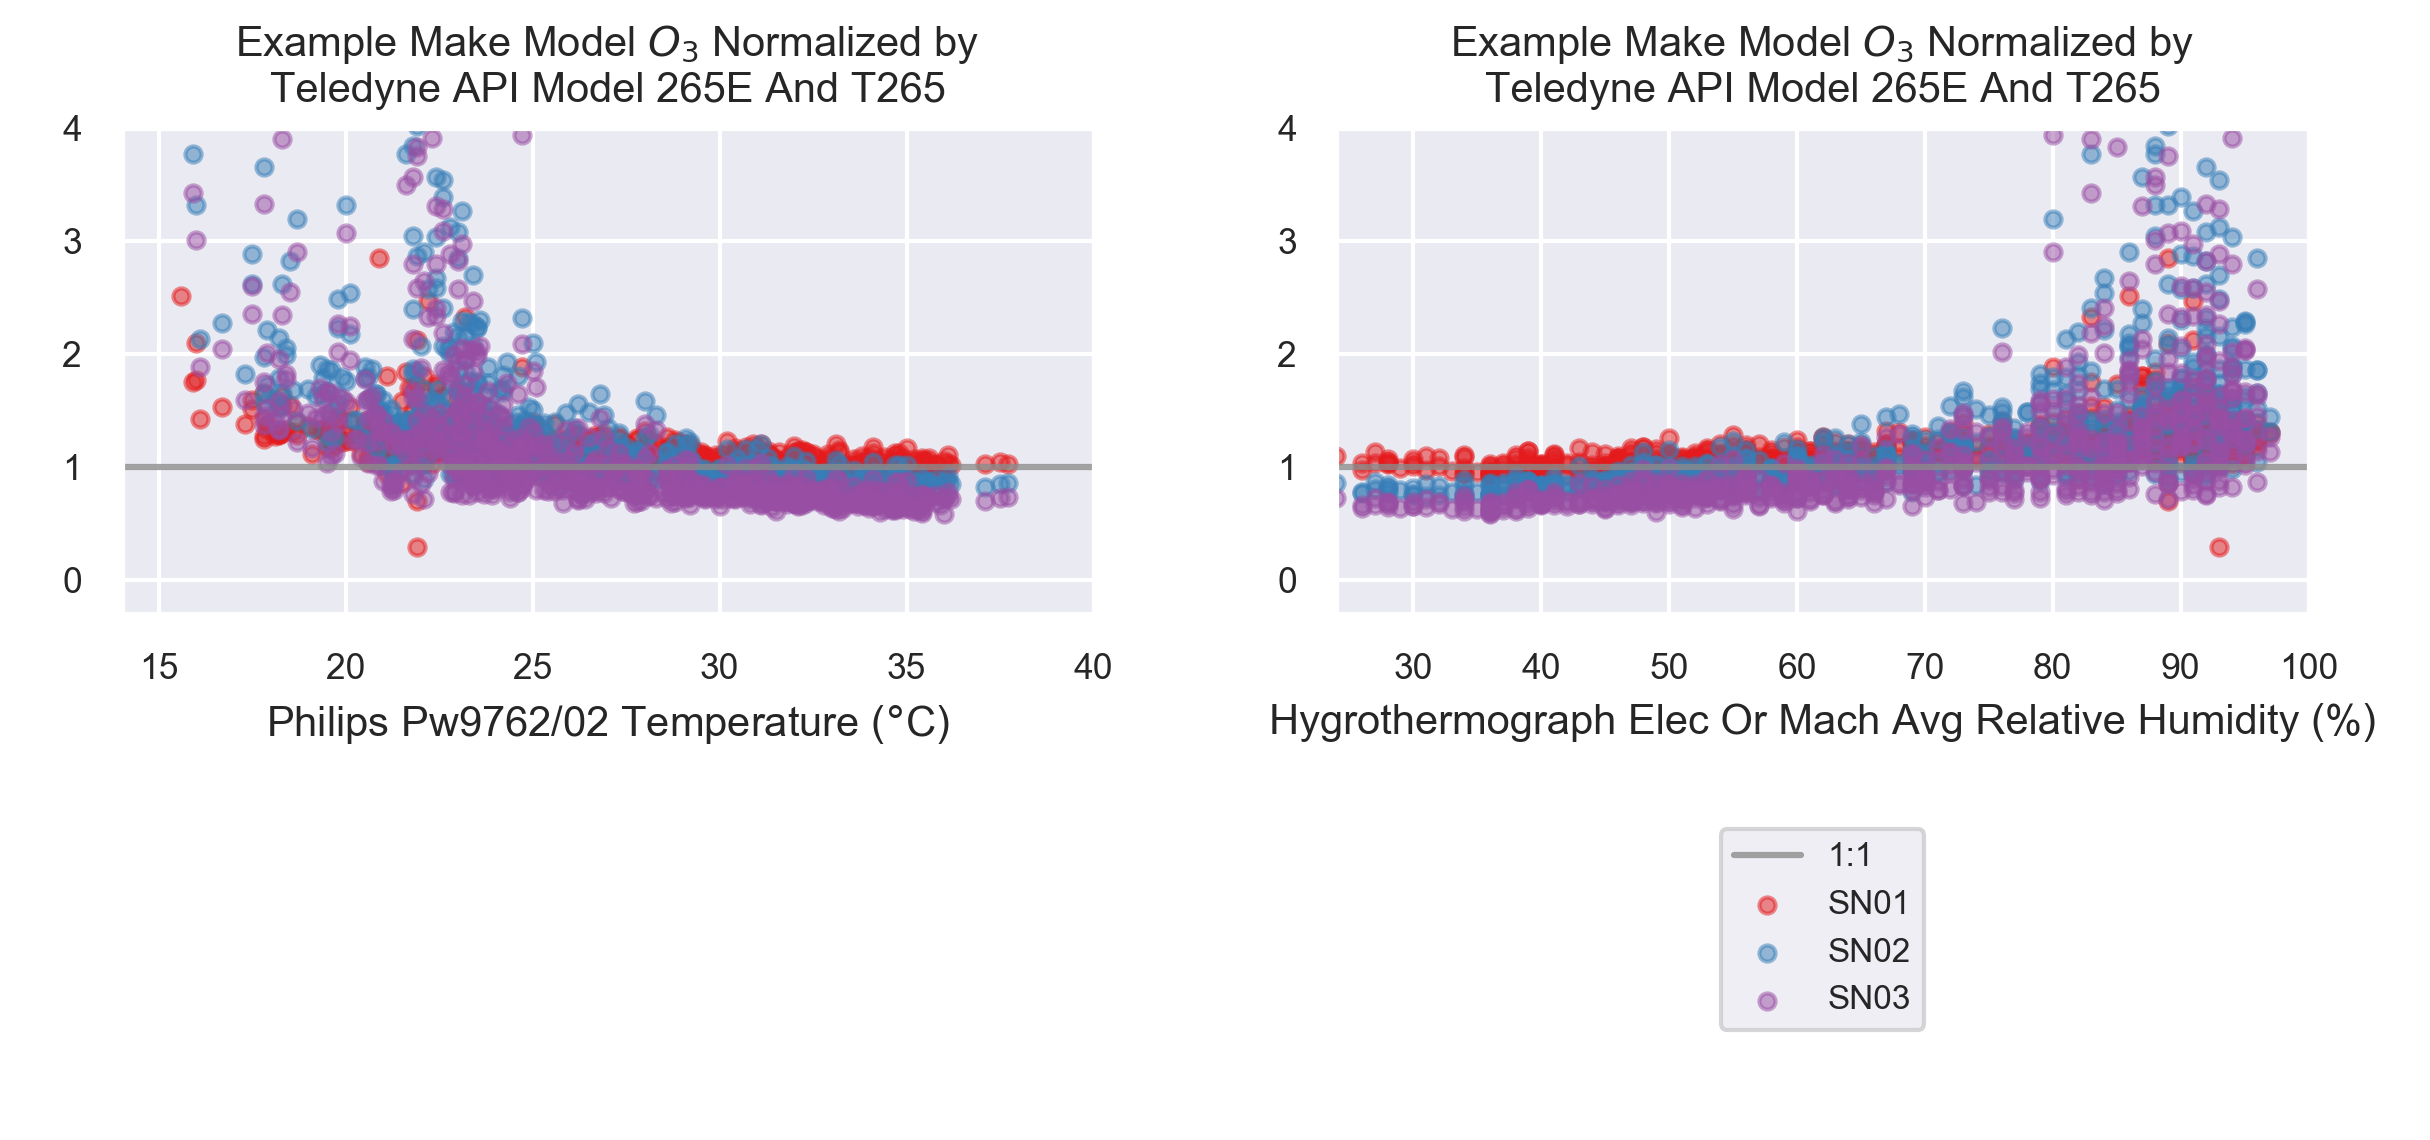 Example Make Model O₃ Normalized by
Teledyne API Model 265E And T265
4
3
2
1
0
15 20 25 30 35 40
Philips Pw9762/02 Temperature (°C)
Example Make Model O₃ Normalized by
Teledyne API Model 265E And T265
4
3
2
1
0
30 40 50 60 70 80 90 100
Hygrothermograph Elec Or Mach Avg Relative Humidity (%)
1:1
SN01
SN02
SN03